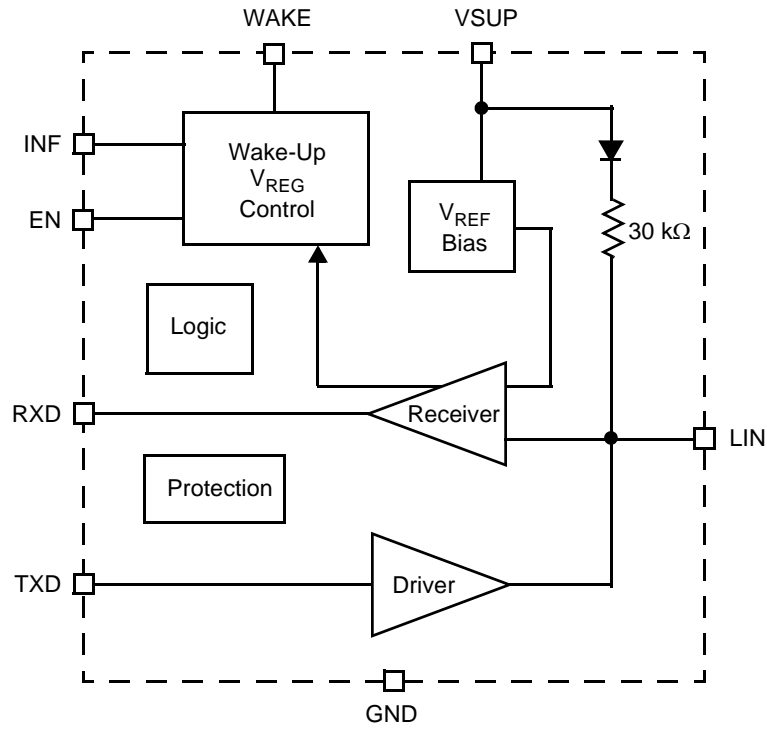 WAKE
VSUP
INF
EN
Wake-Up
VREG
Control
VREF
Bias
30 kΩ
Logic
RXD
Receiver
LIN
Protection
TXD
Driver
GND